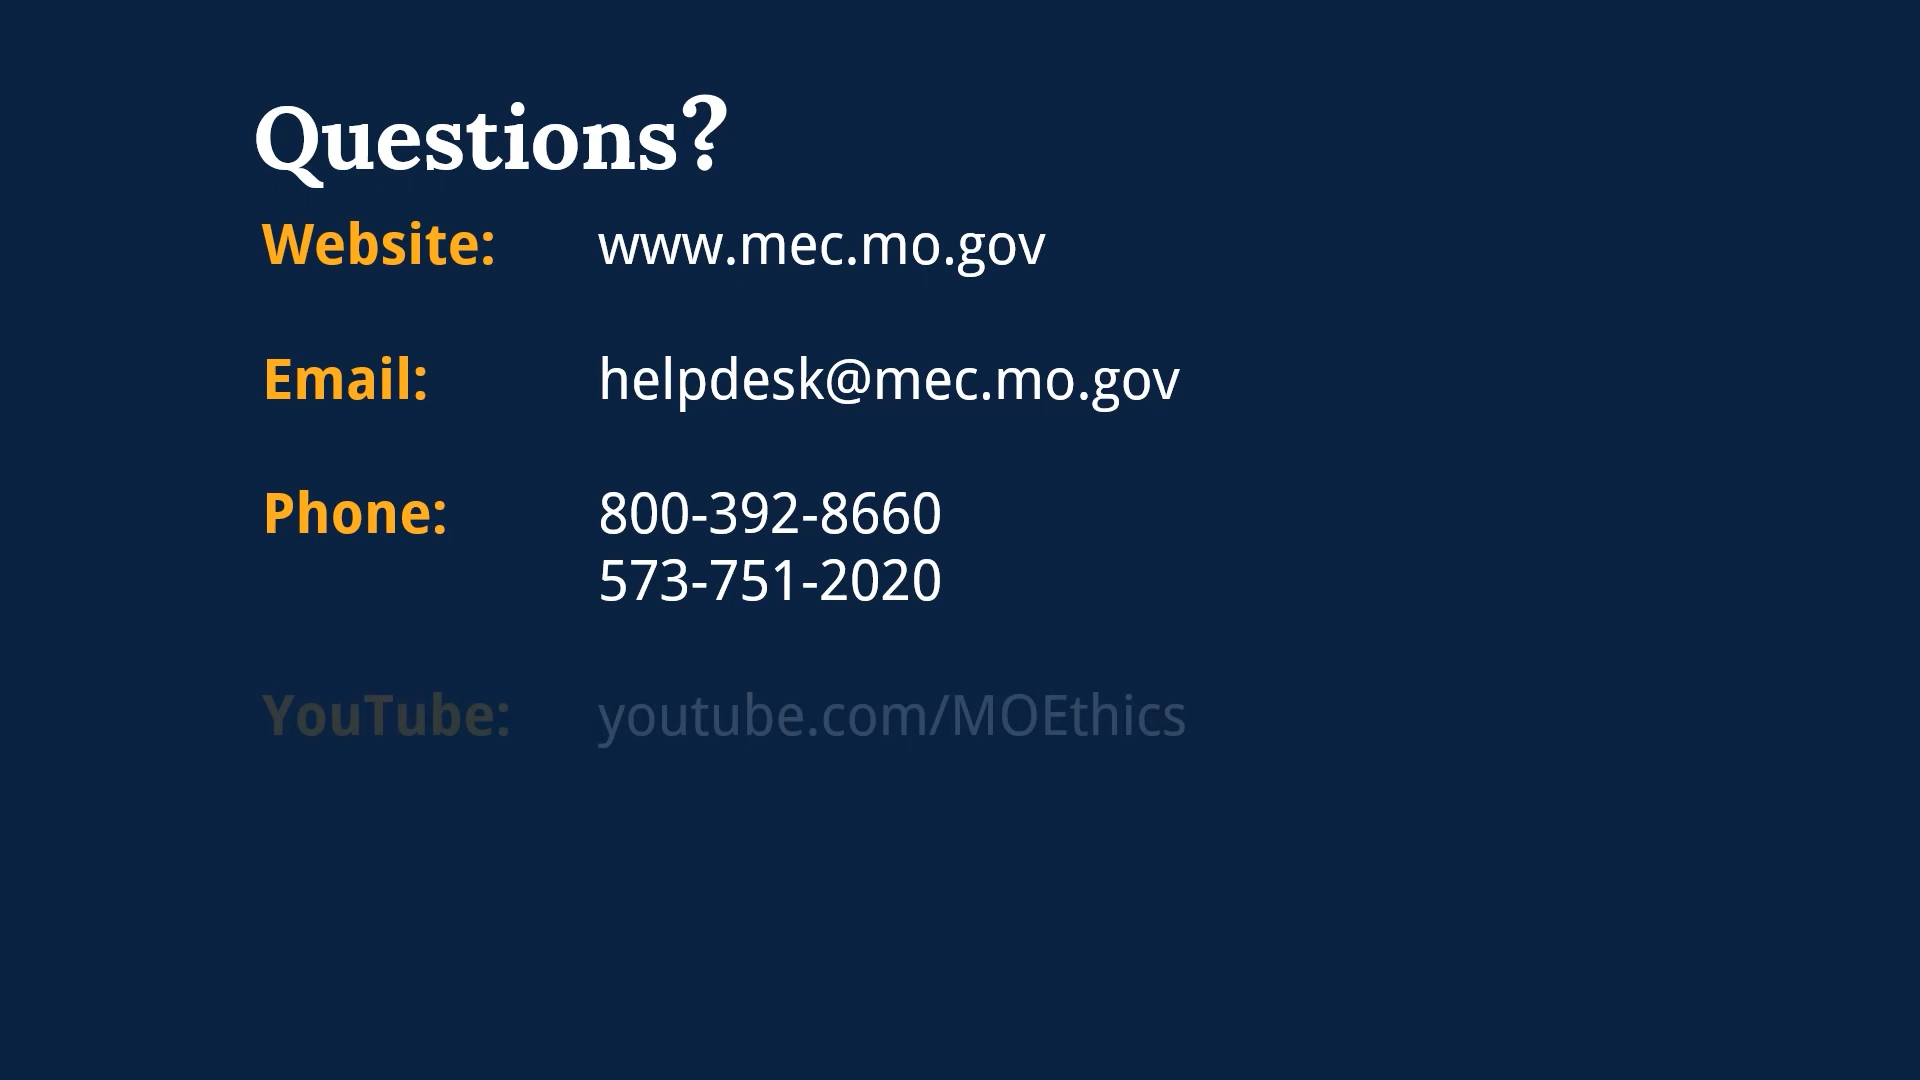 Questions?
Website: www.mec.mo.gov
Email: helpdesk@mec.mo.gov
Phone: 800-392-8660
573-751-2020
YouTube: youtube.com/MOEthics